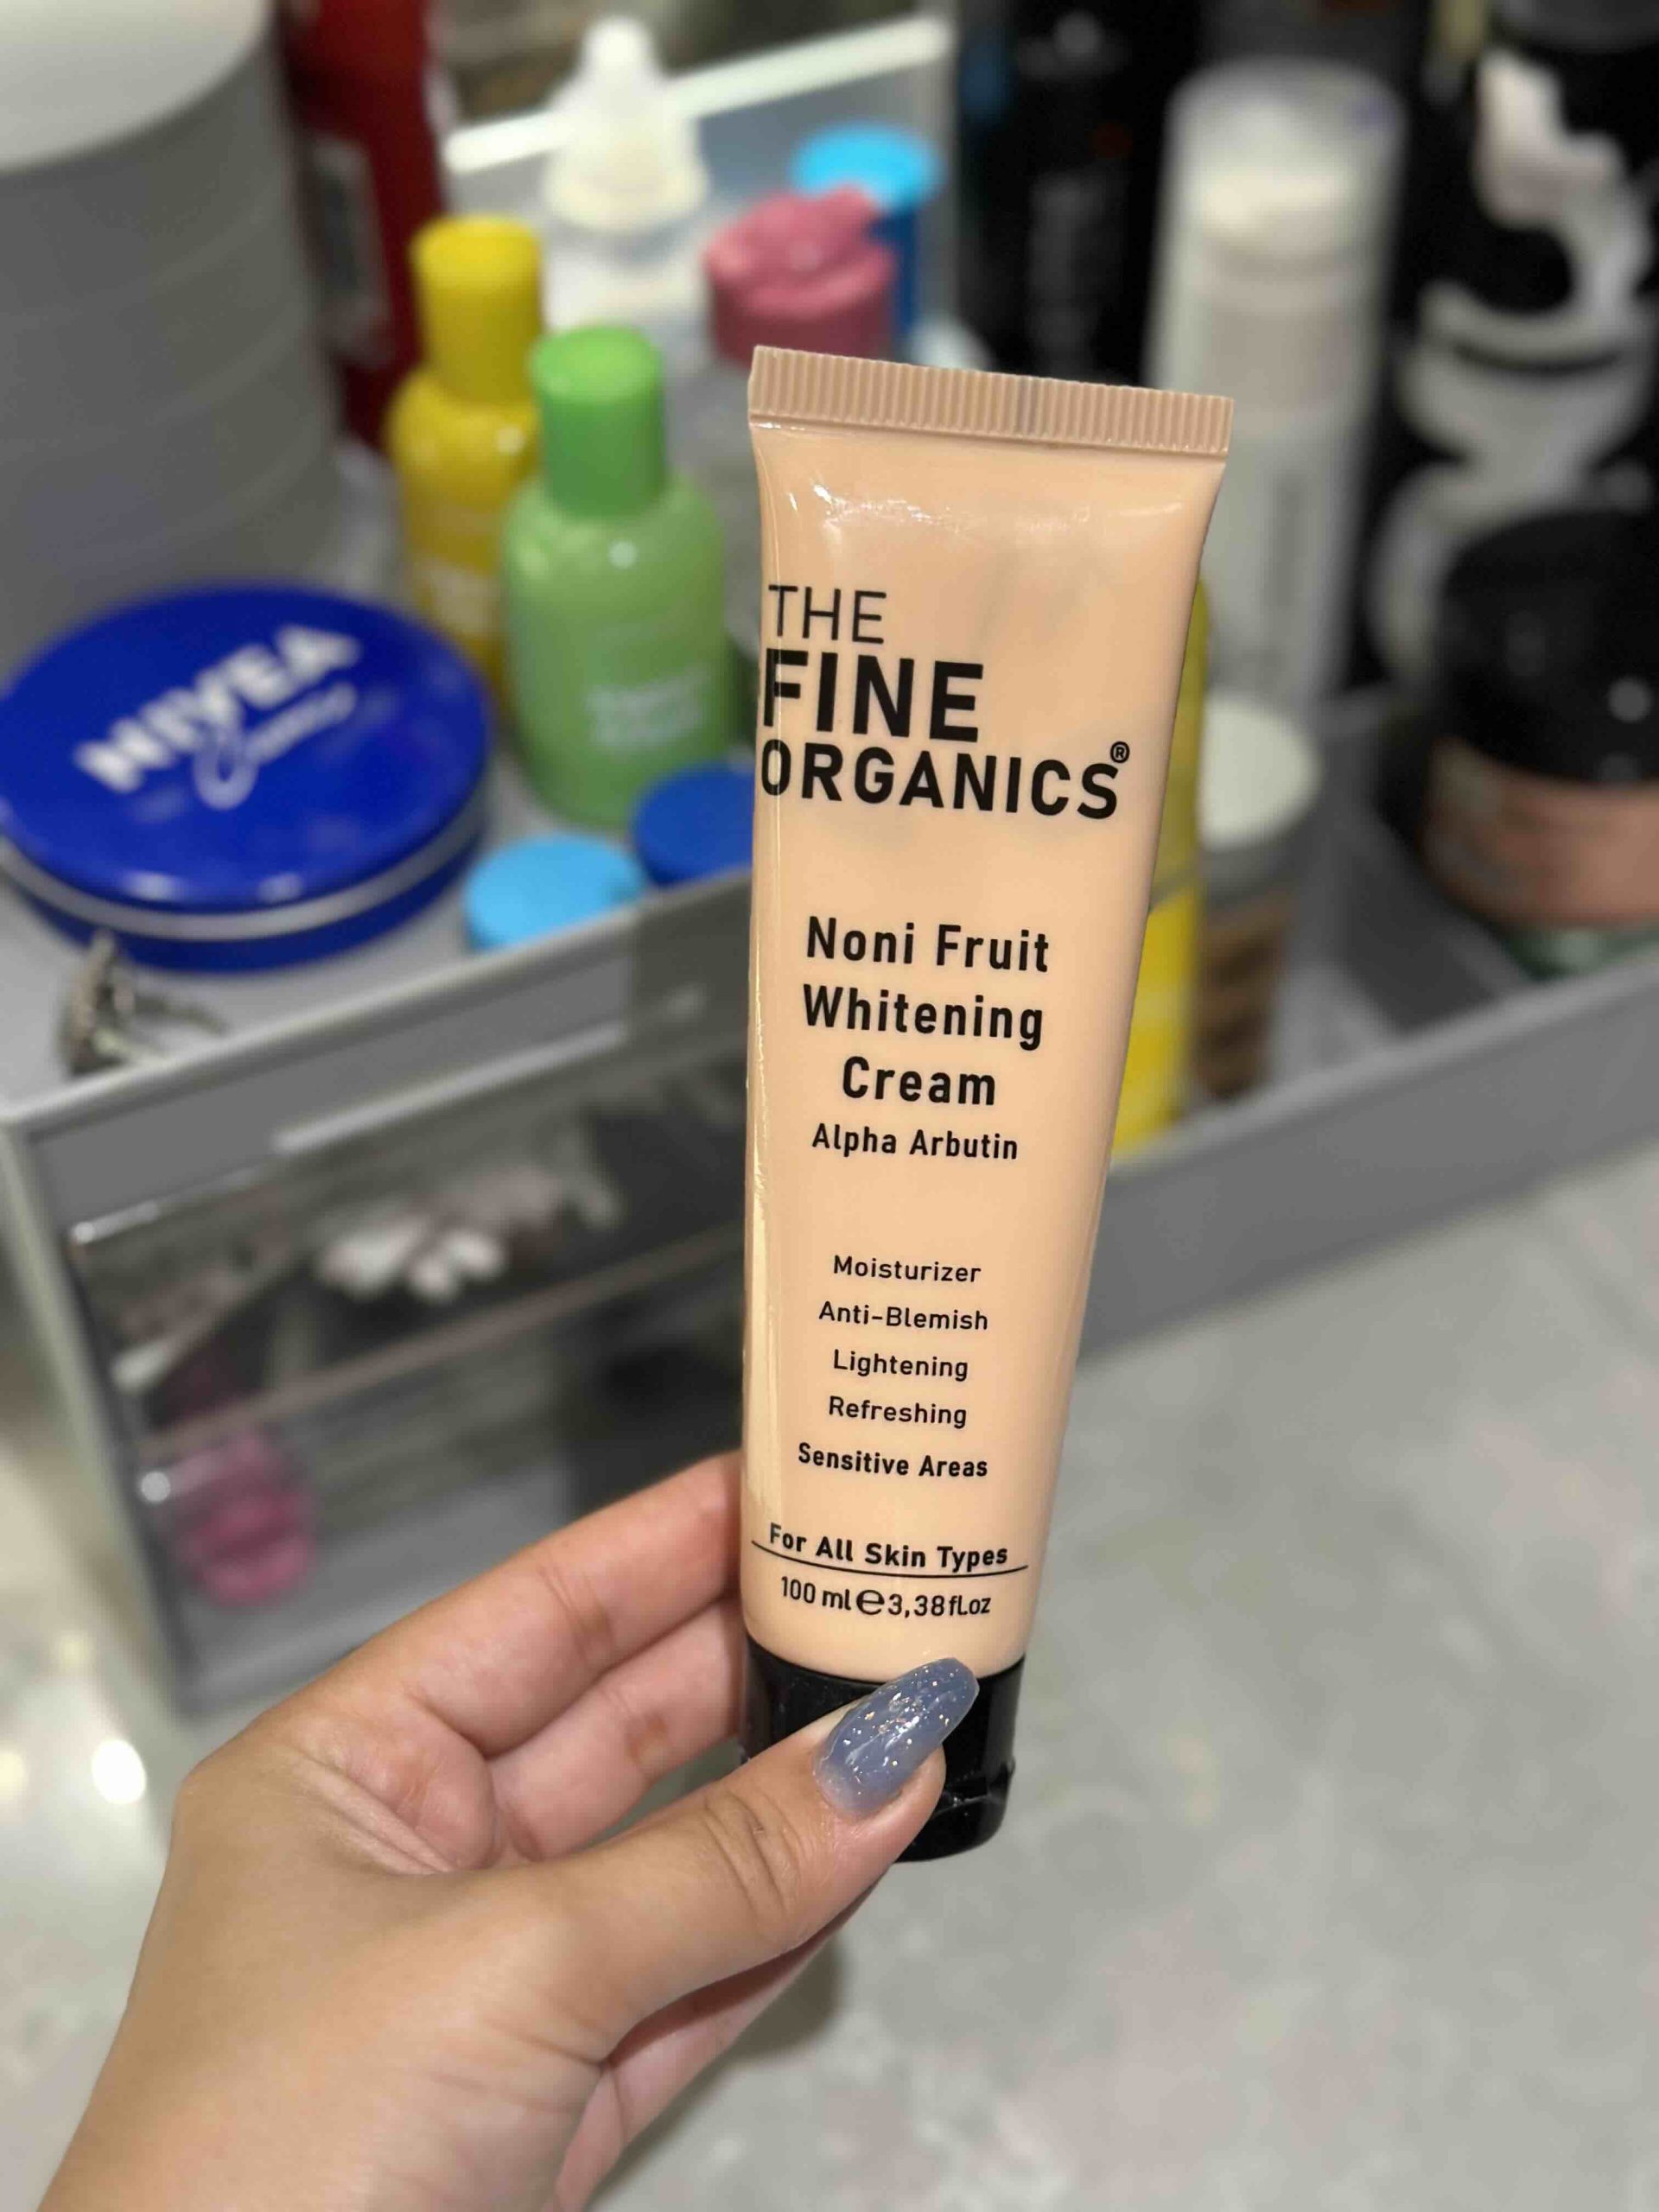 THE
FINE
ORGANICS®
Noni Fruit
Whitening
Cream
Alpha Arbutin
Moisturizer
Anti-Blemish
Lightening
Refreshing
Sensitive Areas
For All Skin Types
100 ml ℮ 3,38 fl.oz
NIVEA
Creme